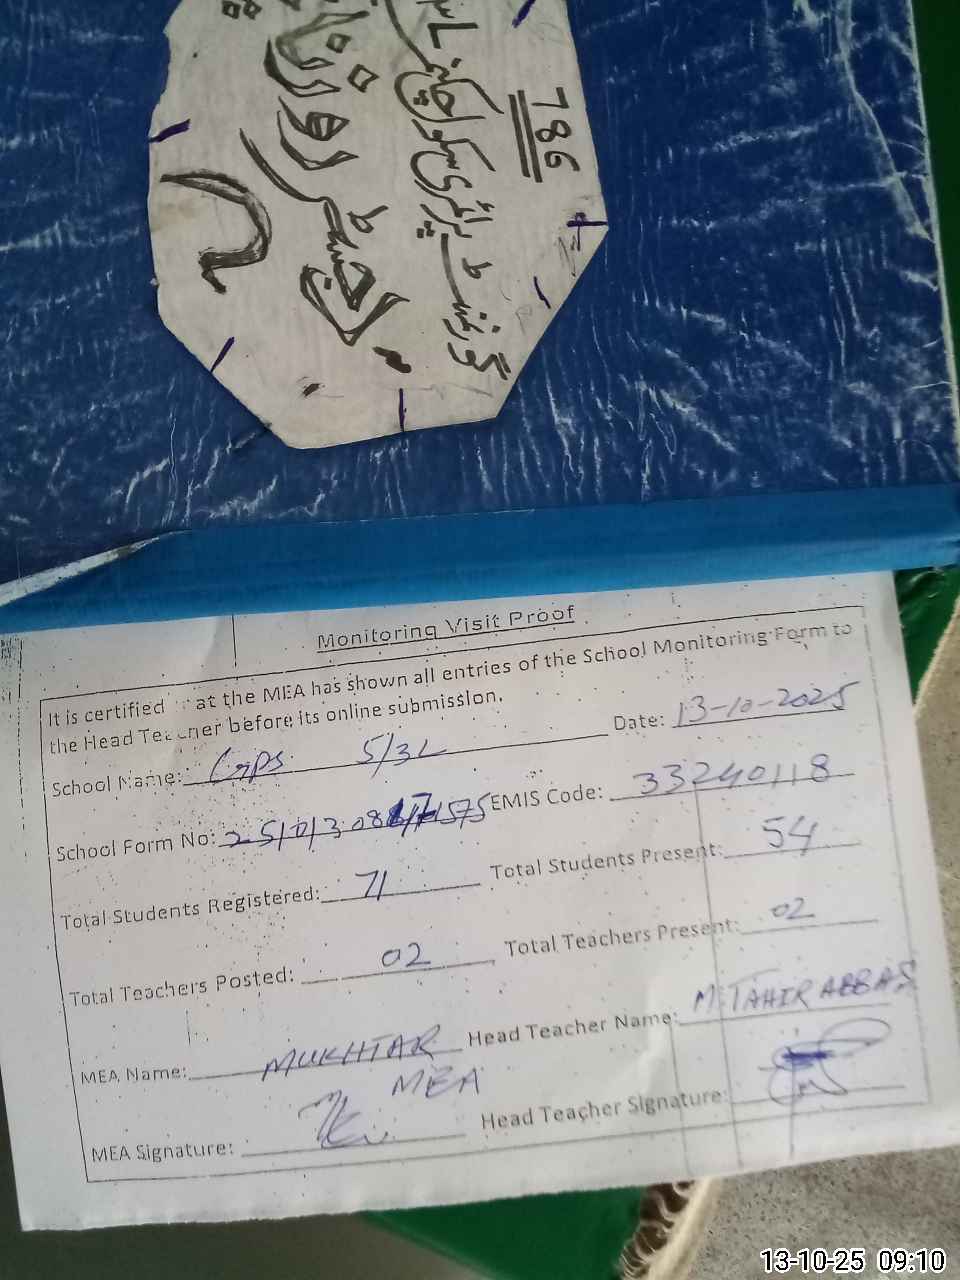 786
گورنمنٹ پرائمری سکول چک نمبر
رجسٹر
Monitoring Visit Proof
It is certified at the MEA has shown all entries of the School Monitoring Form to
the Head Teacher before its online submission.
School Name: GPS 5/3L Date: 13-10-2025
School Form No: EMIS Code: 33240118
Total Students Registered: 71 Total Students Present: 54
Total Teachers Posted: 02 Total Teachers Present: 02
MEA Name: MUKHTAR Head Teacher Name: M. TAHIR ABBAS
MEA
MEA Signature: Head Teacher Signature:
13-10-25 09:10